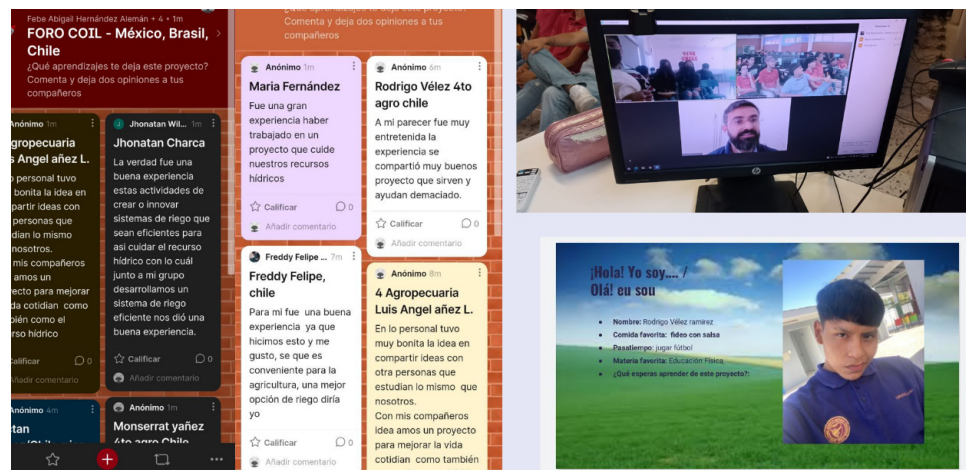 Febe Abigail Hernández Alemán + 4 • 1m
FORO COIL - México, Brasil,
Chile
¿Qué aprendizajes te deja este proyecto?
Comenta y deja dos opiniones a tus
compañeros
Anónimo 1m
gropecuaria
s Angel añez L.
personal tuvo
bonita la idea en
partir ideas con
personas que
dian lo mismo
nosotros.
mis compañeros
amos un
yecto para mejorar
da cotidian como
bién como el
rso hídrico
Calificar 0
Añadir comentario
Anónimo 4m
tan
J Jhonatan Wil... 1m
Jhonatan Charca
La verdad fue una
buena experiencia
estas actividades de
crear o innovar
sistemas de riego que
sean eficientes para
asi cuidar el recurso
hídrico con lo cuál
junto a mi grupo
desarrollamos un
sistema de riego
eficiente nos dió una
buena experiencia.
Calificar 0
Añadir comentario
Anónimo 1m
Monserrat yañez
4to agro Chile
Comenta y deja dos opiniones a tus
compañeros
Anónimo 1m
Maria Fernández
Fue una gran
experiencia haber
trabajado en un
proyecto que cuide
nuestros recursos
hídricos
Calificar 0
Añadir comentario
Freddy Felipe ... 7m
Freddy Felipe,
chile
Para mi fue una buena
experiencia ya que
hicimos esto y me
gusto, se que es
conveniente para la
agricultura, una mejor
opción de riego diría
yo
Calificar 0
Añadir comentario
Anónimo 6m
Rodrigo Vélez 4to
agro chile
A mi parecer fue muy
entretenida la
experiencia se
compartió muy buenos
proyecto que sirven y
ayudan demaciado.
Calificar 0
Añadir comentario
Anónimo 8m
4 Agropecuaria
Luis Angel añez L.
En lo personal tuvo
muy bonita la idea en
compartir ideas con
otra personas que
estudian lo mismo que
nosotros.
Con mis compañeros
idea amos un proyecto
para mejorar la vida
cotidian como también
hp
¡Hola! Yo soy.... /
Olá! eu sou
• Nombre: Rodrigo Vélez ramirez
• Comida favorita: fideo con salsa
• Pasatiempo: jugar fútbol
• Materia favorita: Educación Física
• ¿Qué esperas aprender de este proyecto?: